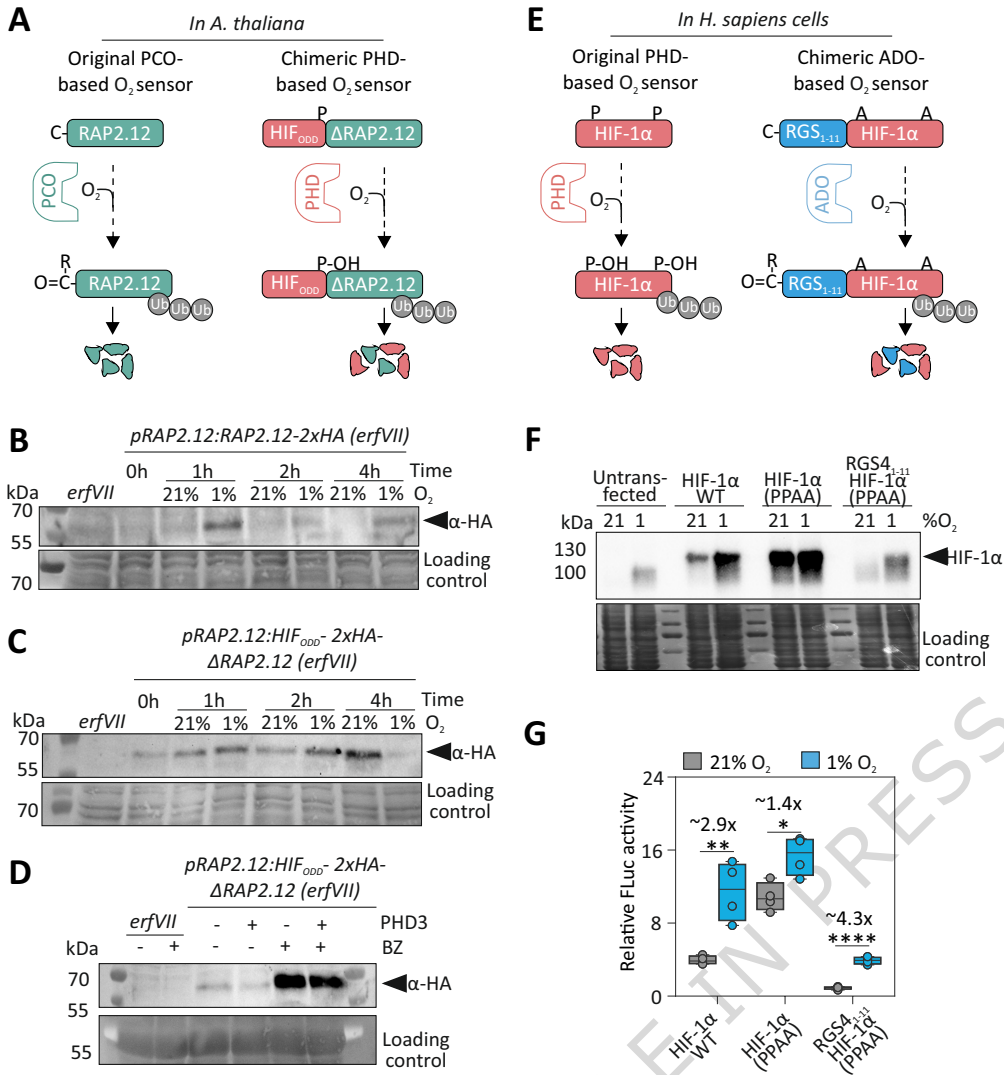 A
In A. thaliana
Original PCO-
based O₂ sensor
Chimeric PHD-
based O₂ sensor
C- RAP2.12
P
HIF_ODD ΔRAP2.12
PCO
O₂
PHD
O₂
R
O=C- RAP2.12
Ub Ub Ub
P-OH
HIF_ODD ΔRAP2.12
Ub Ub Ub
E
In H. sapiens cells
Original PHD-
based O₂ sensor
Chimeric ADO-
based O₂ sensor
P P
HIF-1α
A A
C- RGS₁₋₁₁ HIF-1α
PHD
O₂
ADO
O₂
P-OH P-OH
HIF-1α
Ub Ub Ub
R A A
O=C- RGS₁₋₁₁ HIF-1α
Ub Ub Ub
B
pRAP2.12:RAP2.12-2xHA (erfVII)
0h 1h 2h 4h Time
kDa erfVII 21% 1% 21% 1% 21% 1% O₂
70
55
α-HA
70
Loading
control
C
pRAP2.12:HIF_ODD- 2xHA-
ΔRAP2.12 (erfVII)
0h 1h 2h 4h Time
kDa erfVII 21% 1% 21% 1% 21% 1% O₂
70
55
α-HA
70
Loading
control
D
pRAP2.12:HIF_ODD- 2xHA-
ΔRAP2.12 (erfVII)
erfVII - + - + PHD3
- + - - + + BZ
kDa
70
55
α-HA
55
Loading
control
F
Untrans-
fected
HIF-1α
WT
HIF-1α
(PPAA)
RGS4₁₋₁₁
HIF-1α
(PPAA)
kDa 21 1 21 1 21 1 21 1 %O₂
130
100
HIF-1α
Loading
control
G
21% O₂ 1% O₂
Relative FLuc activity
24
16
8
0
~2.9x
**
~1.4x
*
~4.3x
****
HIF-1α
WT
HIF-1α
(PPAA)
RGS4₁₋₁₁
HIF-1α
(PPAA)
E IN PRESS